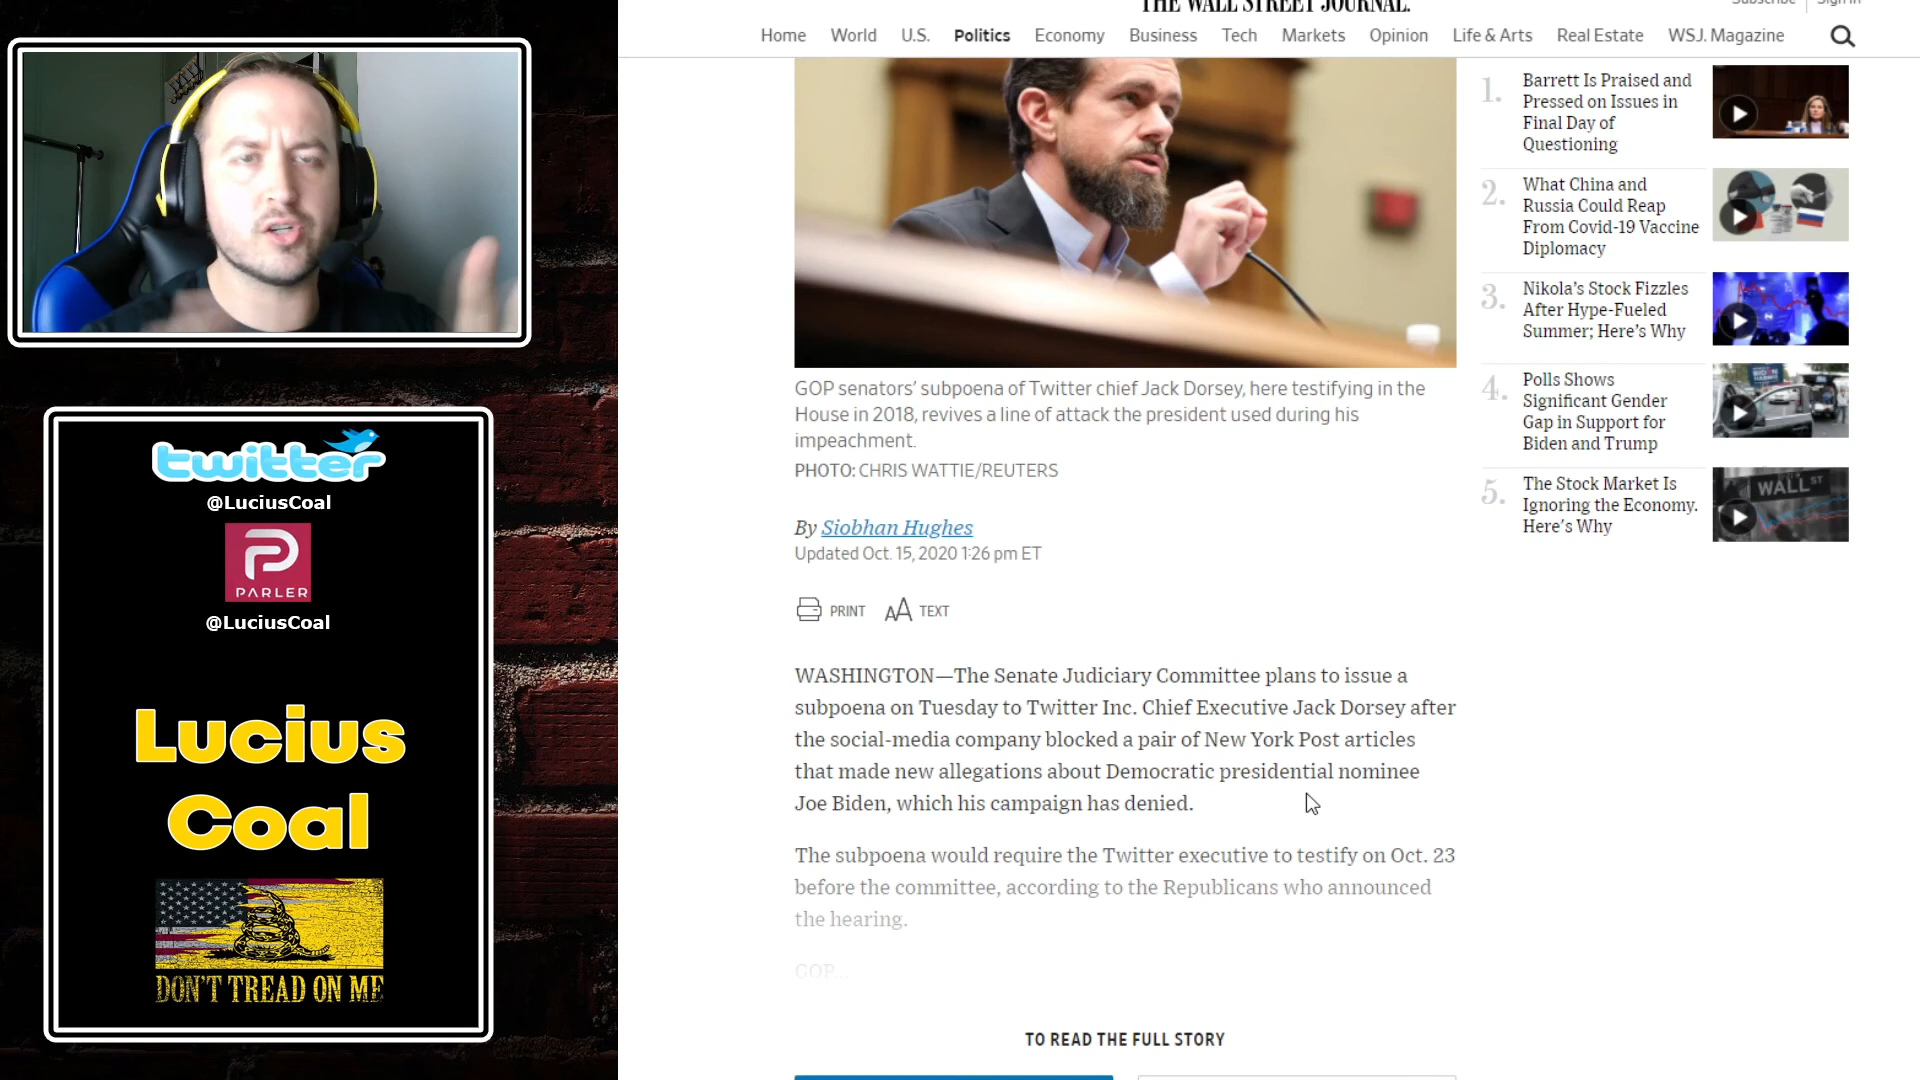 twitter
@LuciusCoal
PARLER
@LuciusCoal
Lucius
Coal
DON'T TREAD ON ME
THE WALL STREET JOURNAL.
Subscribe
Sign In
Home World U.S. Politics Economy Business Tech Markets Opinion Life & Arts Real Estate WSJ. Magazine
GOP senators’ subpoena of Twitter chief Jack Dorsey, here testifying in the
House in 2018, revives a line of attack the president used during his
impeachment.
PHOTO: CHRIS WATTIE/REUTERS
By Siobhan Hughes
Updated Oct. 15, 2020 1:26 pm ET
PRINT AA TEXT
WASHINGTON—The Senate Judiciary Committee plans to issue a
subpoena on Tuesday to Twitter Inc. Chief Executive Jack Dorsey after
the social-media company blocked a pair of New York Post articles
that made new allegations about Democratic presidential nominee
Joe Biden, which his campaign has denied.
The subpoena would require the Twitter executive to testify on Oct. 23
before the committee, according to the Republicans who announced
the hearing.
GOP...
TO READ THE FULL STORY
1. Barrett Is Praised and
Pressed on Issues in
Final Day of
Questioning
2. What China and
Russia Could Reap
From Covid-19 Vaccine
Diplomacy
3. Nikola’s Stock Fizzles
After Hype-Fueled
Summer; Here’s Why
4. Polls Shows
Significant Gender
Gap in Support for
Biden and Trump
5. The Stock Market Is
Ignoring the Economy.
Here’s Why
WALL ST